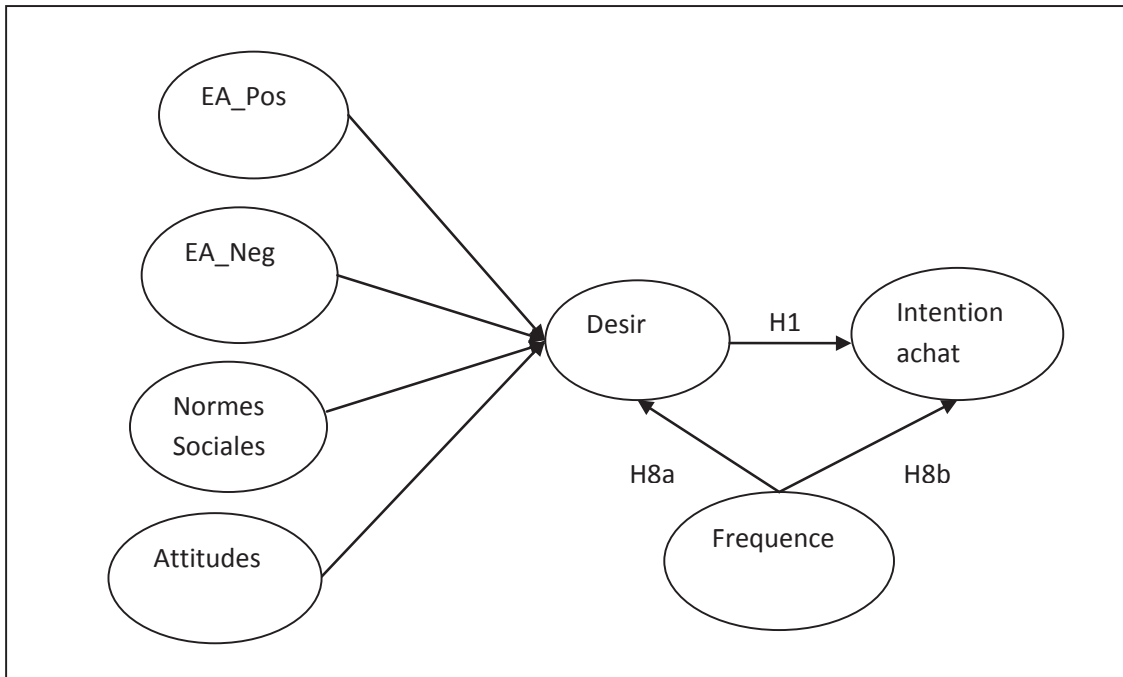 EA_Pos
EA_Neg
Normes
Sociales
Attitudes
Desir
H1
Intention
achat
H8a
H8b
Frequence